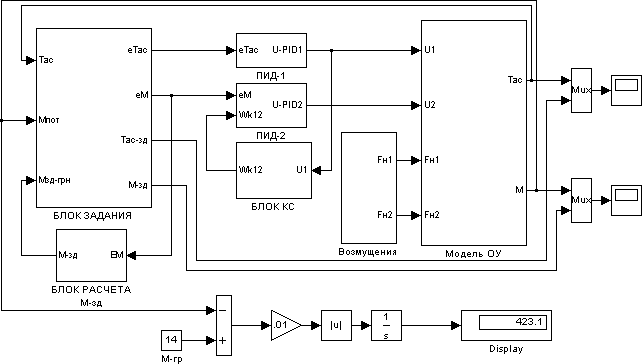 eТас
Тас
eМ
Мпот
Тас-зд
М-зд
Мзд-грн
БЛОК ЗАДАНИЯ
eТас
U-PID1
ПИД-1
eM
U-PID2
Wk12
ПИД-2
Wk12
U1
БЛОК КС
Fн1
Fн2
Возмущения
U1
U2
Тас
Fн1
М
Fн2
Модель ОУ
Mux
Mux
М-зд
ЕМ
БЛОК РАСЧЕТА
М-зд
14
М-гр
−
+
.01
|u|
1
s
423.1
Display